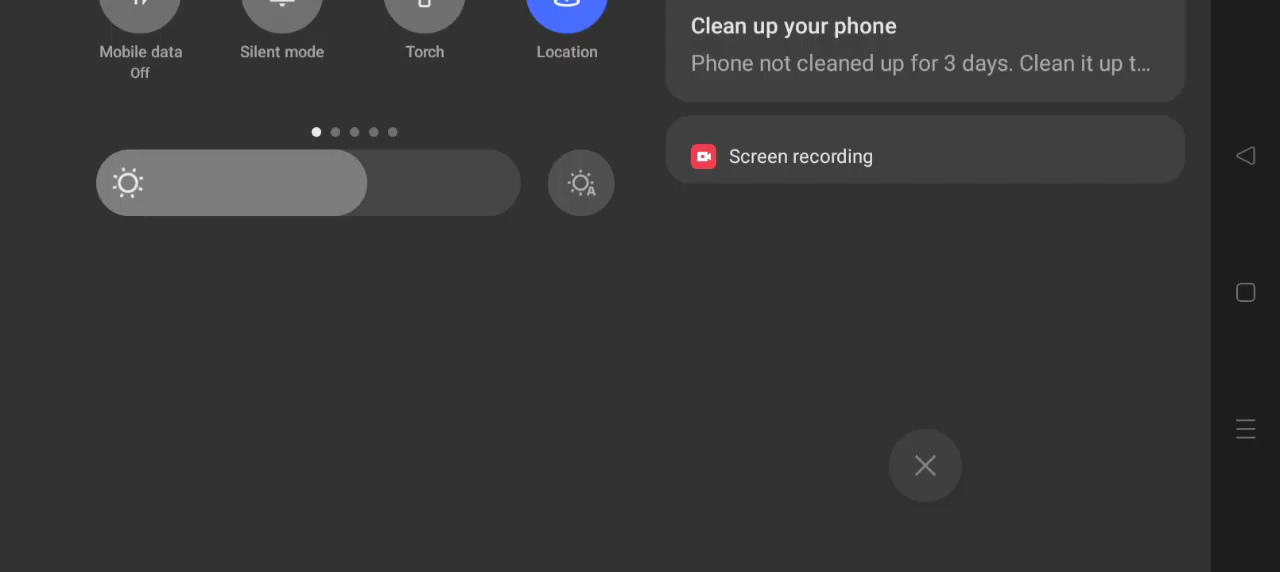 Mobile data
Off
Silent mode
Torch
Location
A
Clean up your phone
Phone not cleaned up for 3 days. Clean it up t...
Screen recording